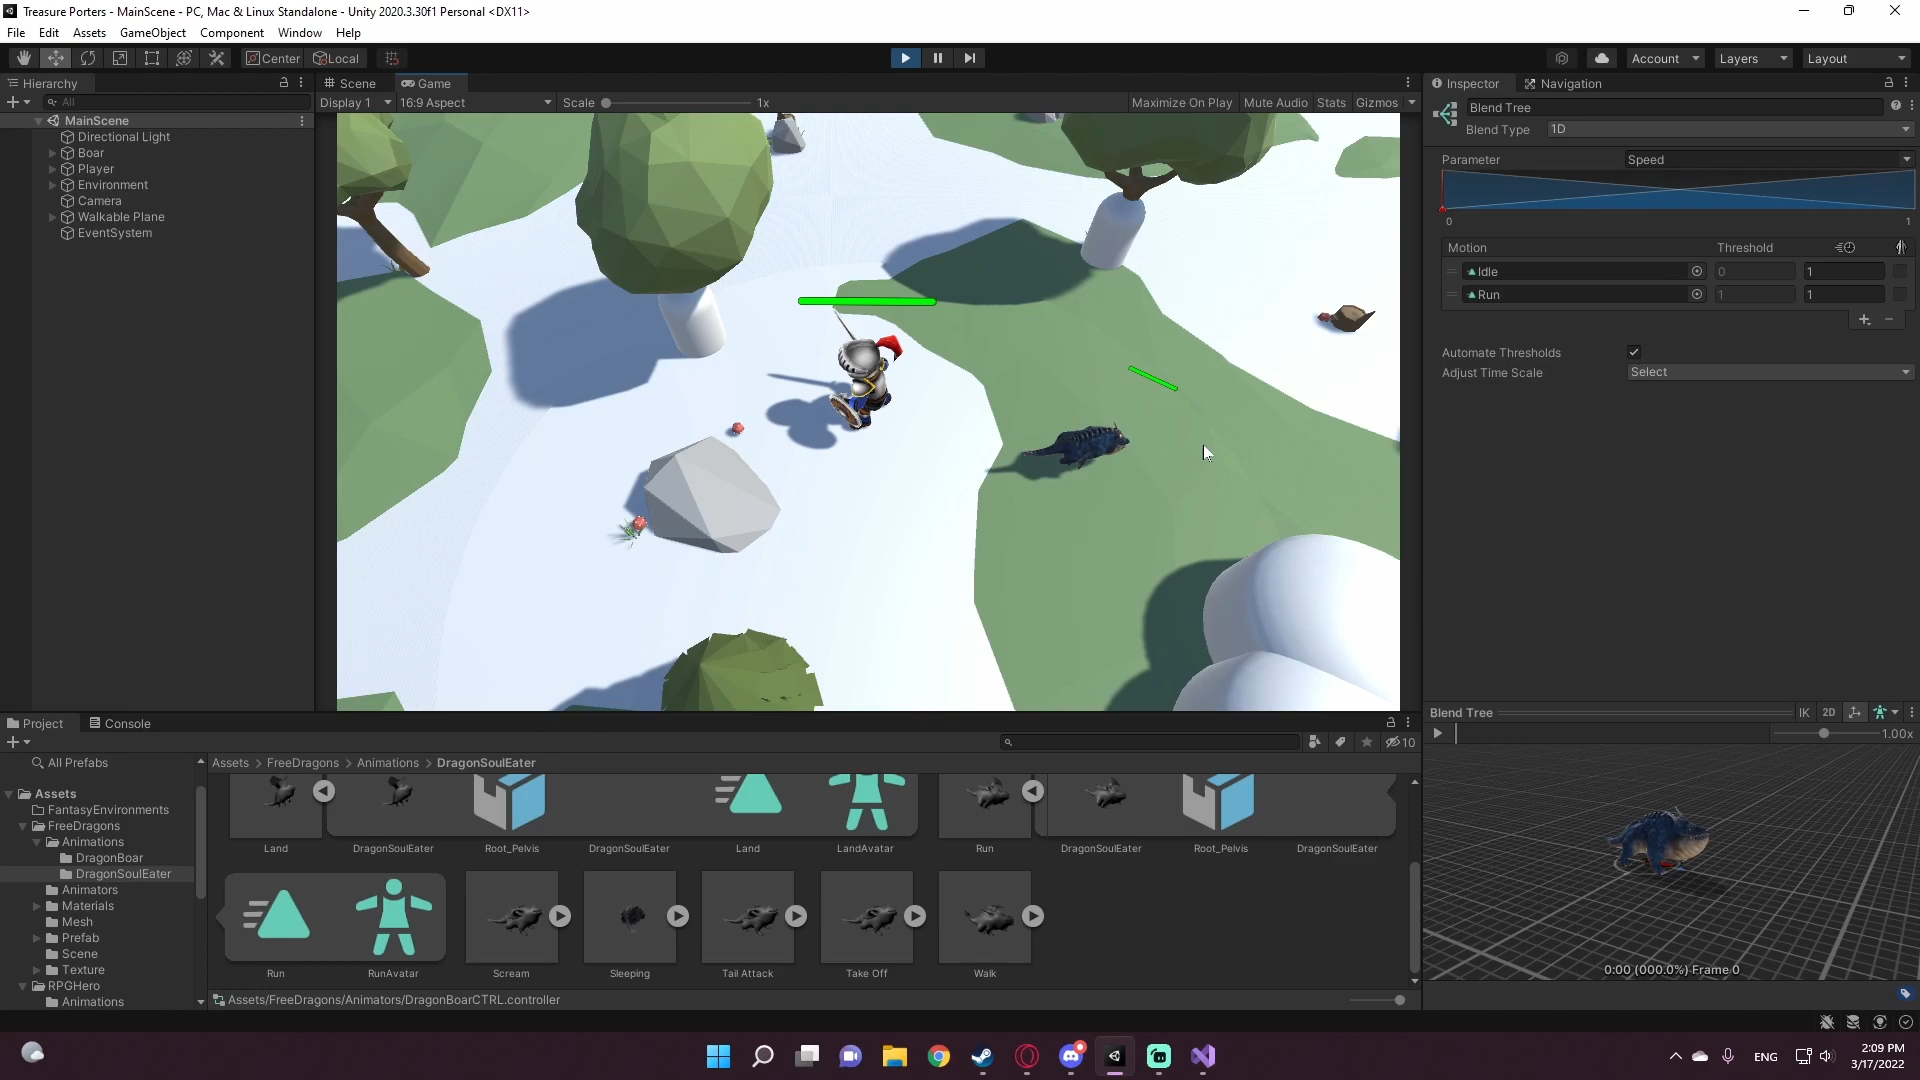 Treasure Porters - MainScene - PC, Mac & Linux Standalone - Unity 2020.3.30f1 Personal <DX11>
File Edit Assets GameObject Component Window Help
Center Local Account Layers Layout
Hierarchy
All
MainScene
Directional Light
Boar
Player
Environment
Camera
Walkable Plane
EventSystem
Scene Game
Display 1 16:9 Aspect Scale 1x Maximize On Play Mute Audio Stats Gizmos
Inspector Navigation
Blend Tree
Blend Type 1D
Parameter Speed
0 1
Motion Threshold
Idle 0 1
Run 1 1
Automate Thresholds
Adjust Time Scale Select
Blend Tree IK 2D
1.00x
0:00 (000.0%) Frame 0
Project Console
10
All Prefabs
Assets
FantasyEnvironments
FreeDragons
Animations
DragonBoar
DragonSoulEater
Animators
Materials
Mesh
Prefab
Scene
Texture
RPGHero
Animations
Assets > FreeDragons > Animations > DragonSoulEater
Land DragonSoulEater Root_Pelvis DragonSoulEater Land LandAvatar Run DragonSoulEater Root_Pelvis DragonSoulEater
Run RunAvatar Scream Sleeping Tail Attack Take Off Walk
Assets/FreeDragons/Animators/DragonBoarCTRL.controller
ENG
2:09 PM
3/17/2022